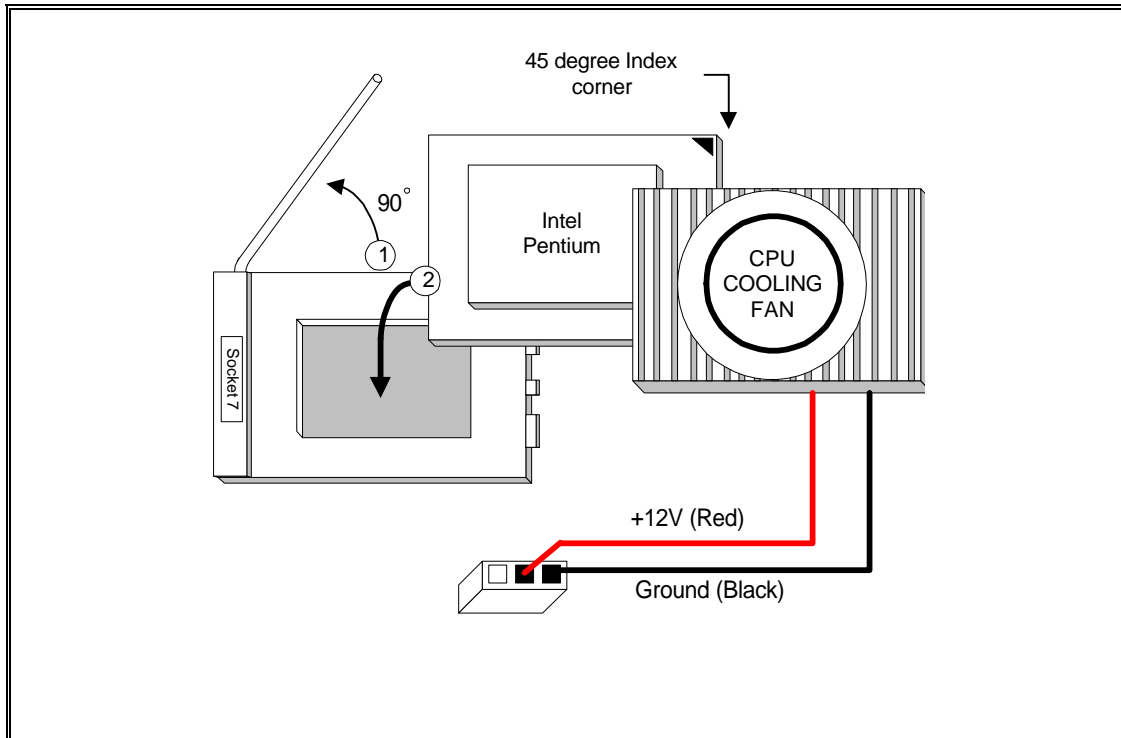 45 degree Index
corner
90°
1
2
Intel
Pentium
CPU
COOLING
FAN
Socket 7
+12V (Red)
Ground (Black)